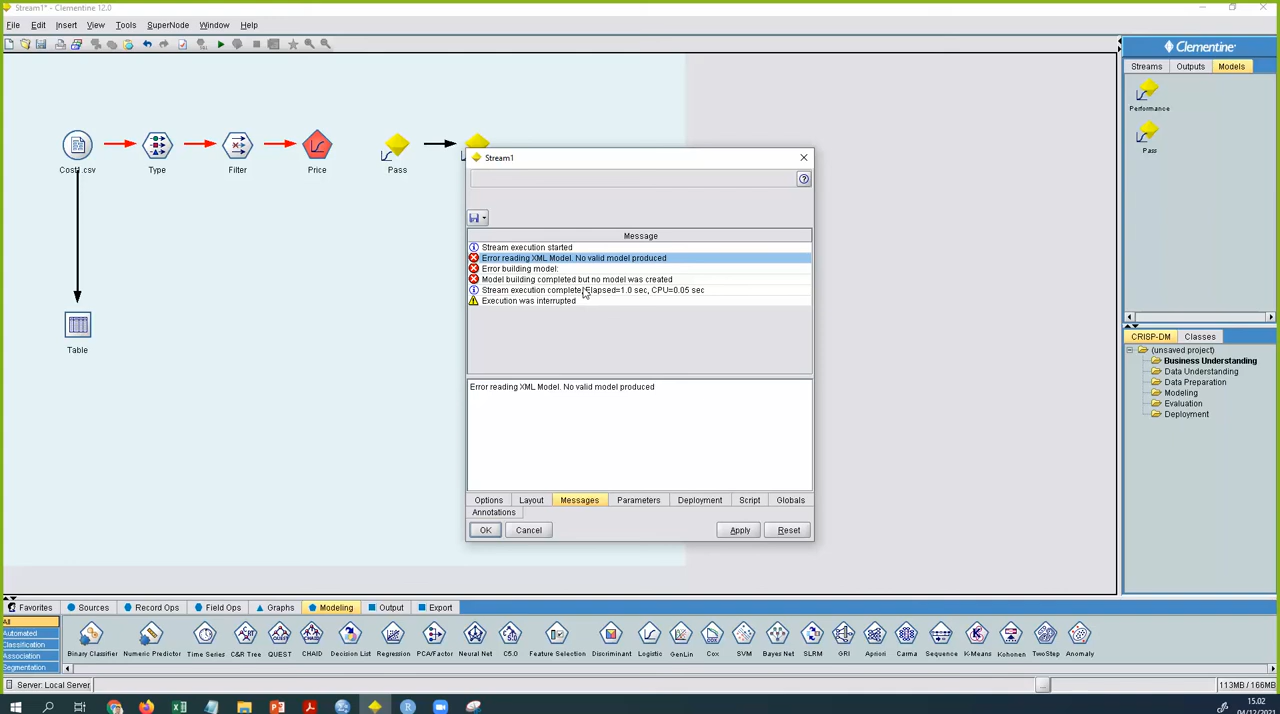 Stream1* - Clementine 12.0
File Edit Insert View Tools SuperNode Window Help
Clementine
Streams Outputs Models
Performance
Pass
Cost1.csv Type Filter Price Pass
Table
Stream1
Message
Stream execution started
Error reading XML Model. No valid model produced
Error building model:
Model building completed but no model was created
Stream execution complete, Elapsed=1.0 sec, CPU=0.05 sec
Execution was interrupted
Error reading XML Model. No valid model produced
Options Layout Messages Parameters Deployment Script Globals
Annotations
OK Cancel Apply Reset
CRISP-DM Classes
(unsaved project)
Business Understanding
Data Understanding
Data Preparation
Modeling
Evaluation
Deployment
Favorites Sources Record Ops Field Ops Graphs Modeling Output Export
All
Automated
Classification
Association
Segmentation
Binary Classifier Numeric Predictor Time Series C&R Tree QUEST CHAID Decision List Regression PCA/Factor Neural Net C5.0 Feature Selection Discriminant Logistic GenLin Cox SVM Bayes Net SLRM GRI Apriori Carma Sequence K-Means Kohonen TwoStep Anomaly
Server: Local Server 113MB / 166MB
15.02
04/12/2021